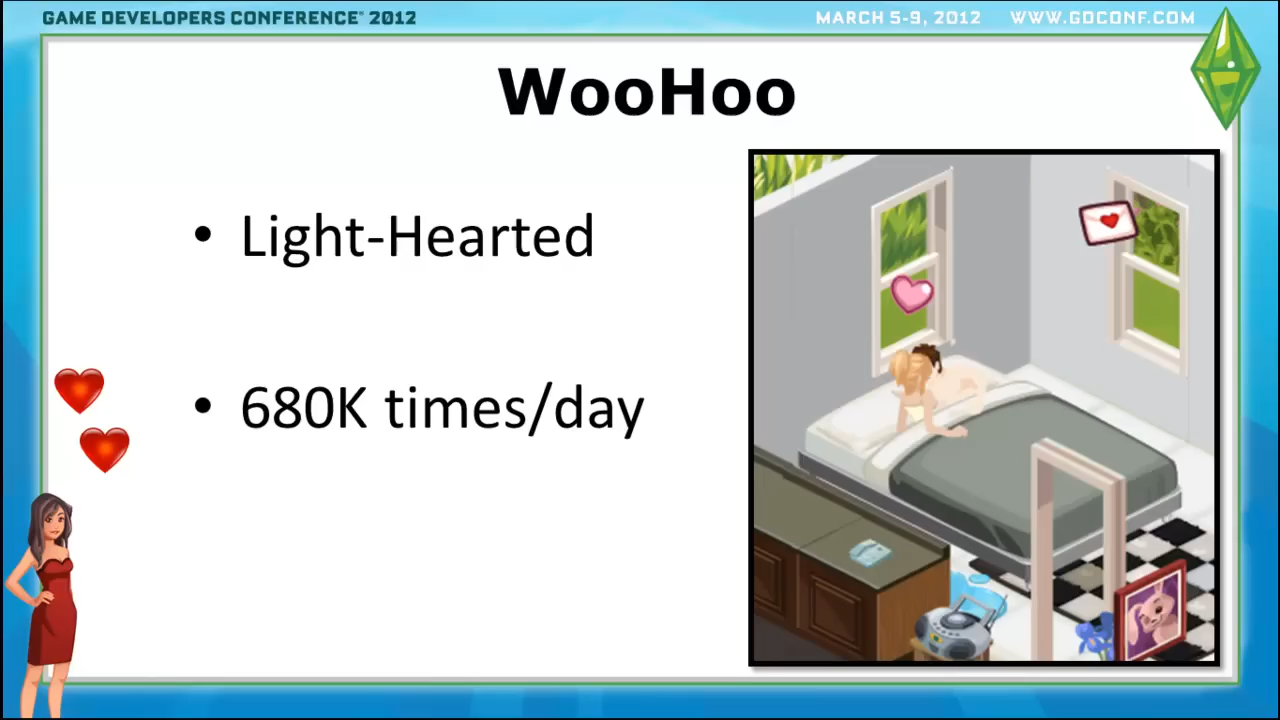 GAME DEVELOPERS CONFERENCE® 2012
MARCH 5-9, 2012 WWW.GDCONF.COM
WooHoo
• Light-Hearted
• 680K times/day